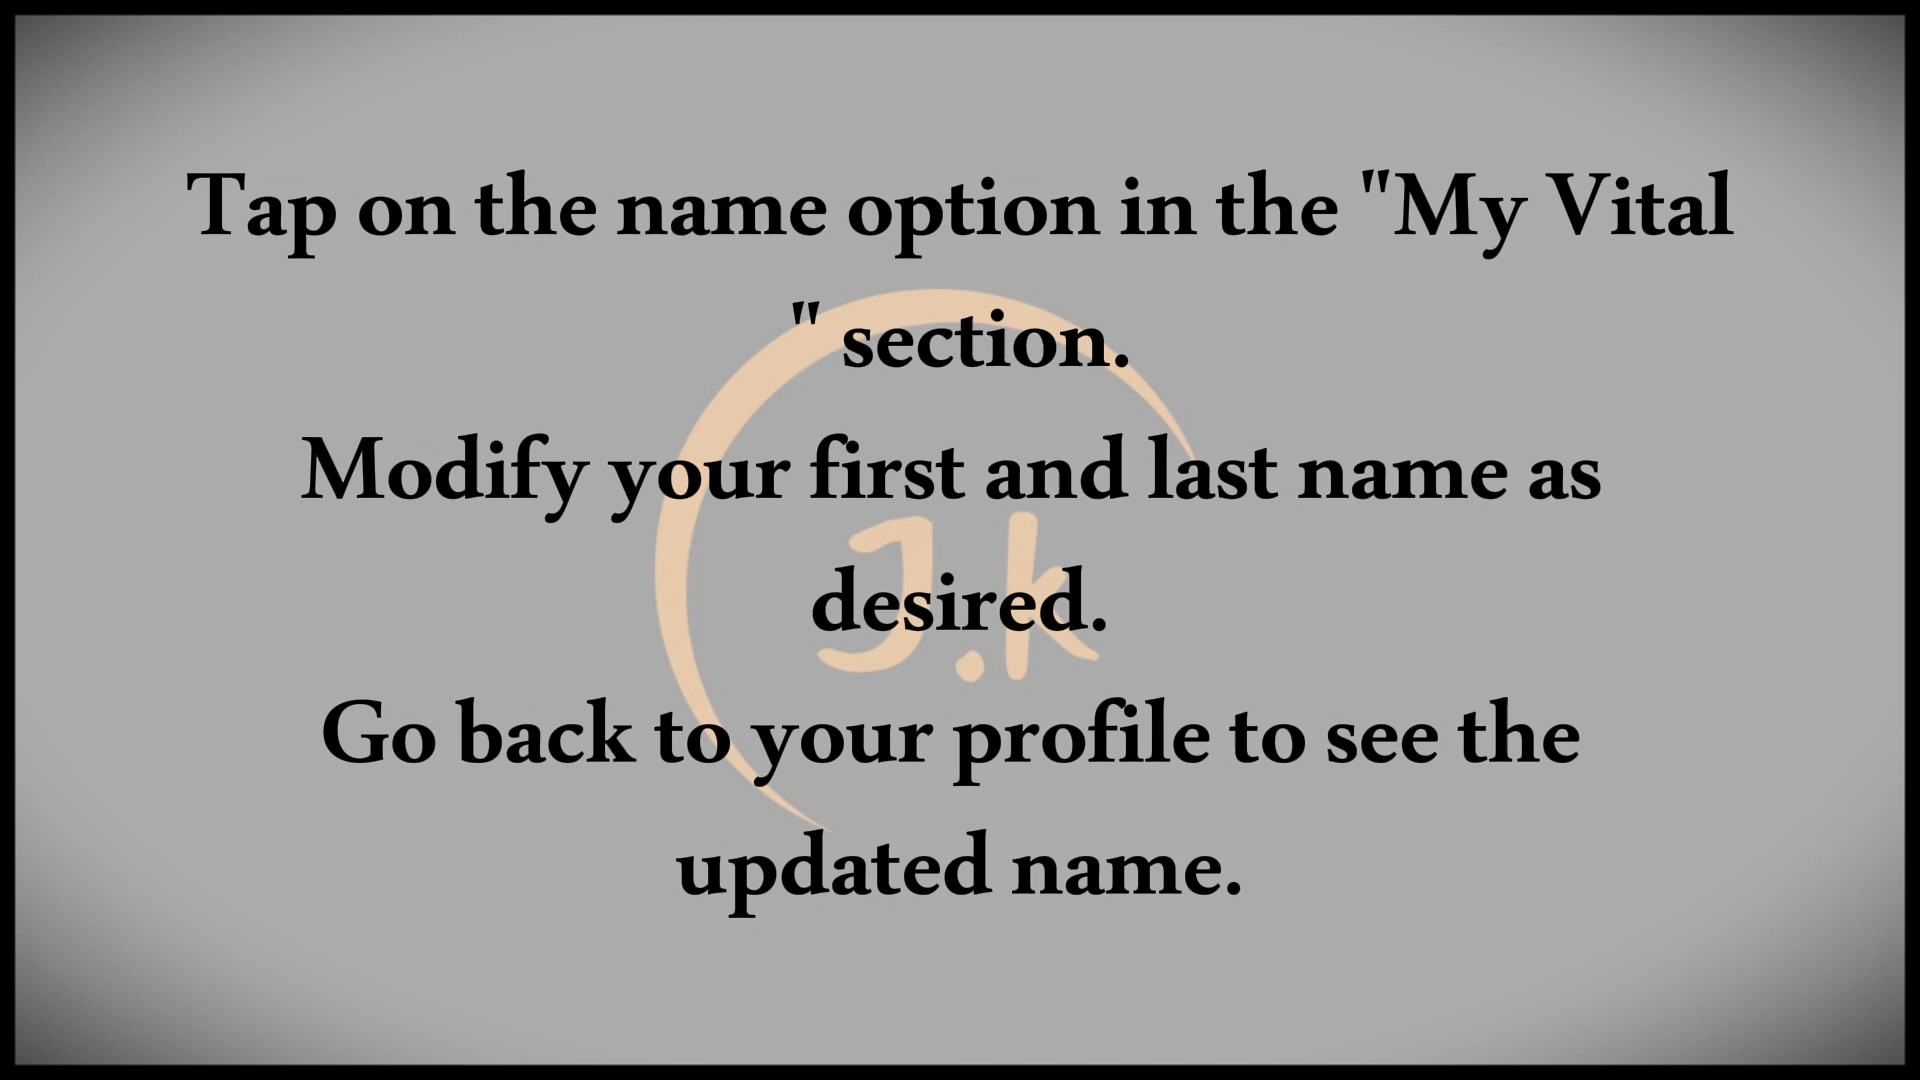 Tap on the name option in the "My Vital
" section.
Modify your first and last name as
desired.
J.k
Go back to your profile to see the
updated name.